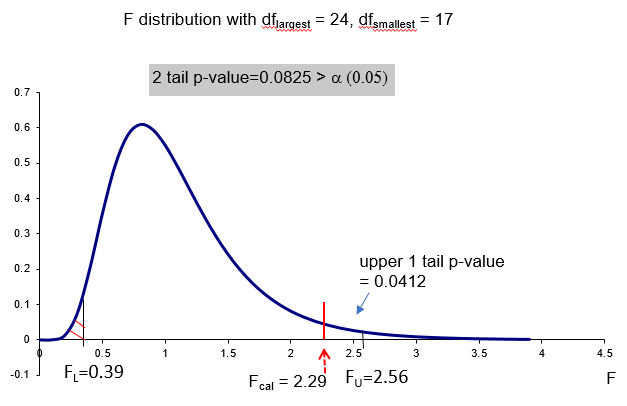 F distribution with dflargest = 24, dfsmallest = 17
2 tail p-value=0.0825 > α (0.05)
0.7
0.6
0.5
0.4
0.3
0.2
0.1
0
-0.1
upper 1 tail p-value
= 0.0412
0 0.5 1 1.5 2 2.5 3 3.5 4 4.5
FL=0.39
Fcal = 2.29
FU=2.56
F